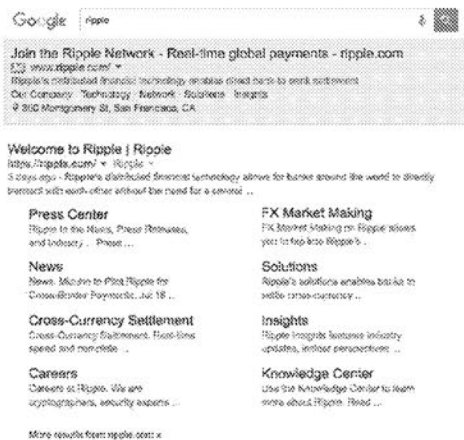 Google ripple
Join the Ripple Network - Real-time global payments - ripple.com
www.ripple.com/
Ripple's distributed financial technology enables direct bank-to-bank settlement
Our Company · Technology · Network · Solutions · Insights
Montgomery St, San Francisco, CA
Welcome to Ripple | Ripple
https://ripple.com/ Ripple
3 days ago - Ripple's distributed financial technology allows for banks around the world to directly
transact with each other without the need for a central ...
Press Center
Ripple in the News, Press Releases,
and Industry ... Press ...
FX Market Making
FX Market Making on Ripple allows
you to tap into Ripple's ...
News
News. Mizuho to Pilot Ripple for
Cross-Border Payments. Jul 18 ...
Solutions
Ripple's solutions enables banks to
settle cross-currency ...
Cross-Currency Settlement
Cross-Currency Settlement. Real-time
speed and complete ...
Insights
Ripple Insights features industry
updates, insider perspectives ...
Careers
Careers at Ripple. We are
cryptographers, security experts ...
Knowledge Center
Use the Knowledge Center to learn
more about Ripple. Read ...
More results from ripple.com »